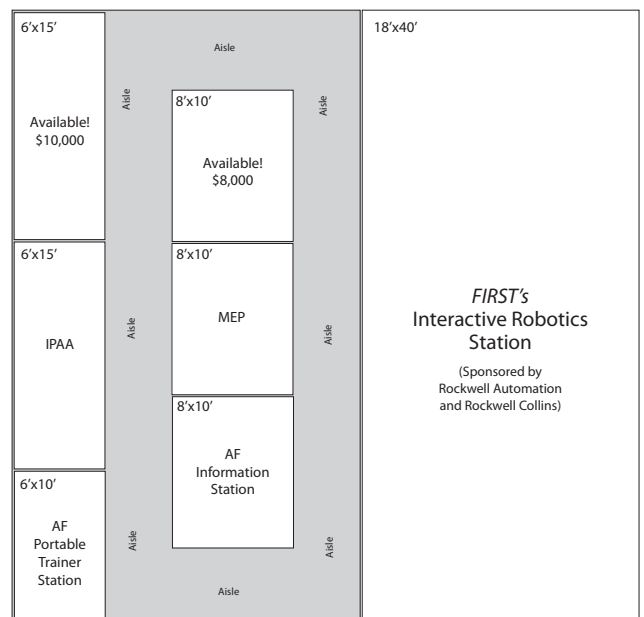 6’x15’
Available!
$10,000
Aisle
Aisle
Aisle
8’x10’
Available!
$8,000
18’x40’
6’x15’
IPAA
Aisle
8’x10’
MEP
Aisle
FIRST’s
Interactive Robotics
Station
(Sponsored by
Rockwell Automation
and Rockwell Collins)
8’x10’
AF
Information
Station
6’x10’
AF
Portable
Trainer
Station
Aisle
Aisle
Aisle